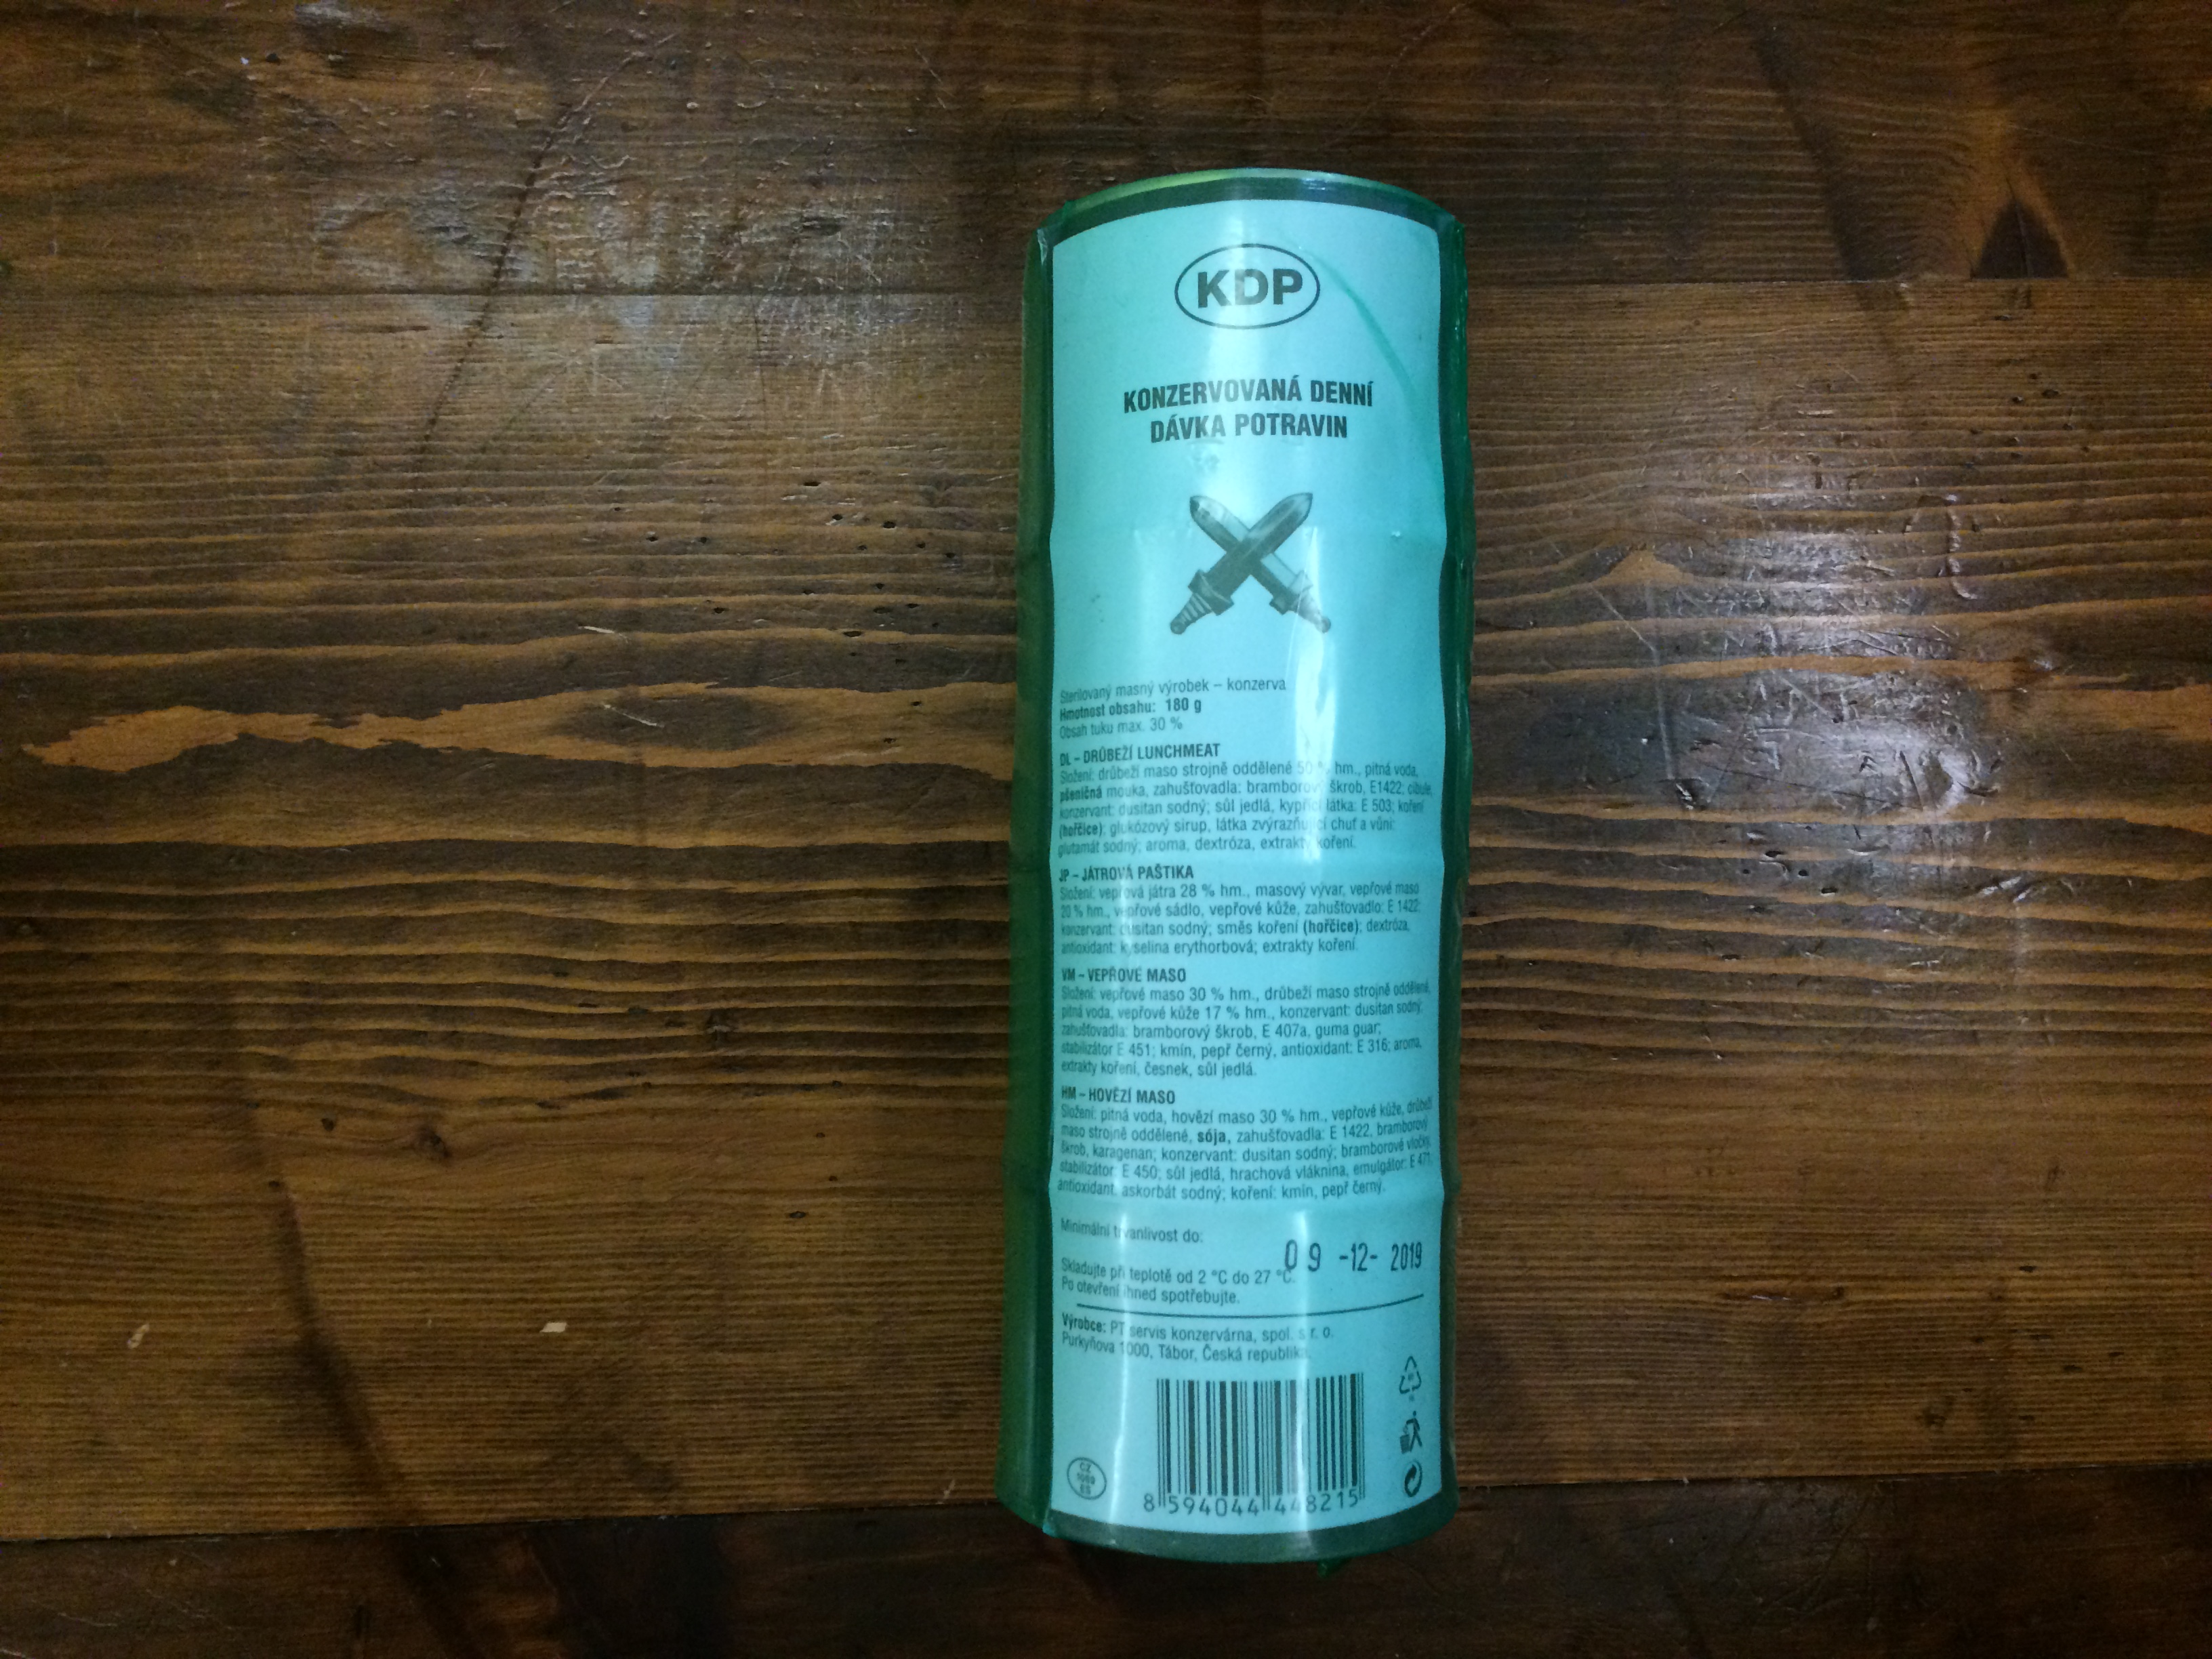 KDP
KONZERVOVANÁ DENNÍ
DÁVKA POTRAVIN
Sterilovaný masný výrobek – konzerva
Hmotnost obsahu: 180 g
Obsah tuku max. 30 %
DL – DRŮBEŽÍ LUNCHMEAT
Složení: drůbeží maso strojně oddělené 50 % hm., pitná voda,
pšeničná mouka, zahušťovadla: bramborový škrob, E1422; cibule,
konzervant: dusitan sodný; sůl jedlá, kypřicí látka: E 503; koření
(hořčice); glukózový sirup, látka zvýrazňující chuť a vůni:
glutamát sodný; aroma, dextróza, extrakty koření.
JP – JÁTROVÁ PAŠTIKA
Složení: vepřová játra 28 % hm., masový vývar, vepřové maso
20 % hm., vepřové sádlo, vepřové kůže, zahušťovadlo: E 1422;
konzervant: dusitan sodný; směs koření (hořčice); dextróza,
antioxidant: kyselina erythorbová; extrakty koření.
VM – VEPŘOVÉ MASO
Složení: vepřové maso 30 % hm., drůbeží maso strojně oddělené,
pitná voda, vepřové kůže 17 % hm., konzervant: dusitan sodný;
zahušťovadla: bramborový škrob, E 407a, guma guar;
stabilizátor E 451; kmín, pepř černý, antioxidant: E 316; aroma,
extrakty koření, česnek, sůl jedlá.
HM – HOVĚZÍ MASO
Složení: pitná voda, hovězí maso 30 % hm., vepřové kůže, drůbeží
maso strojně oddělené, sója, zahušťovadla: E 1422, bramborový
škrob, karagenan; konzervant: dusitan sodný; bramborové vločky,
stabilizátor: E 450; sůl jedlá, hrachová vláknina, emulgátor: E 471,
antioxidant: askorbát sodný; koření: kmín, pepř černý.
Minimální trvanlivost do:
09 -12- 2019
Skladujte při teplotě od 2 °C do 27 °C.
Po otevření ihned spotřebujte.
Výrobce: PT servis konzervárna, spol. s r. o.
Purkyňova 1000, Tábor, Česká republika
CZ
ES
8 594044 448215